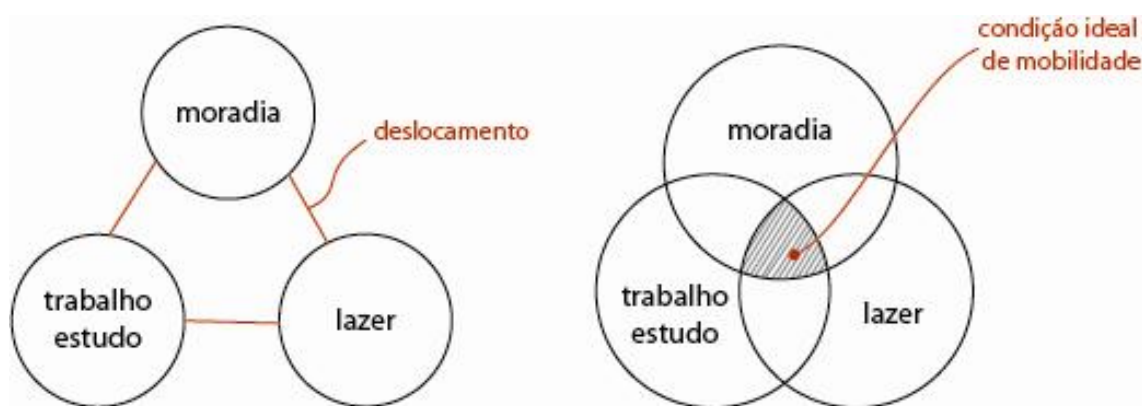 moradia
deslocamento
trabalho
estudo
lazer
condição ideal
de mobilidade
moradia
trabalho
estudo
lazer